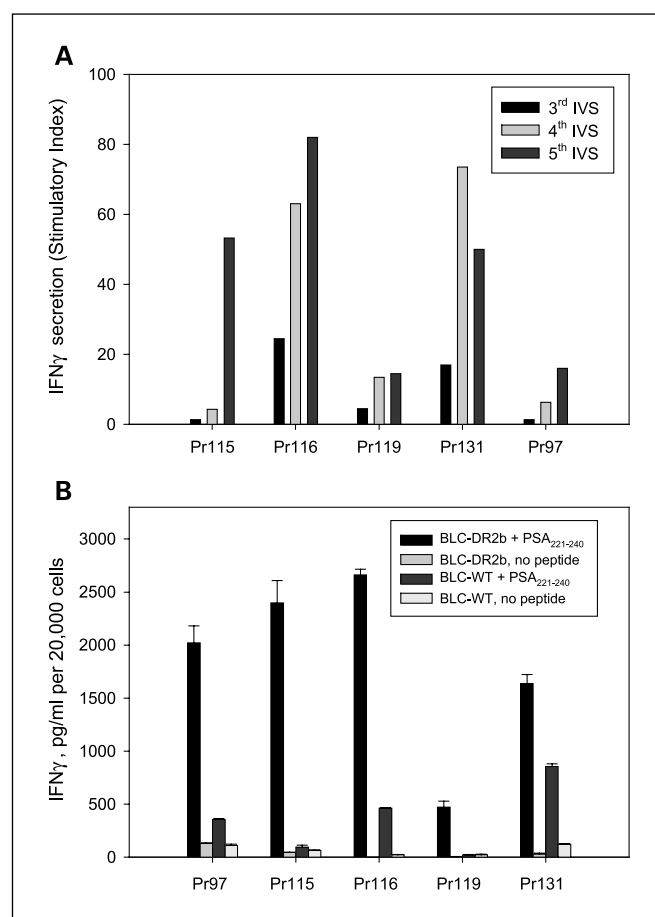 A
IFNγ secretion (Stimulatory Index)
100
80
60
40
20
0
3rd IVS
4th IVS
5th IVS
Pr115 Pr116 Pr119 Pr131 Pr97
B
IFNγ, pg/ml per 20,000 cells
3000
2500
2000
1500
1000
500
0
BLC-DR2b + PSA221-240
BLC-DR2b, no peptide
BLC-WT + PSA221-240
BLC-WT, no peptide
Pr97 Pr115 Pr116 Pr119 Pr131